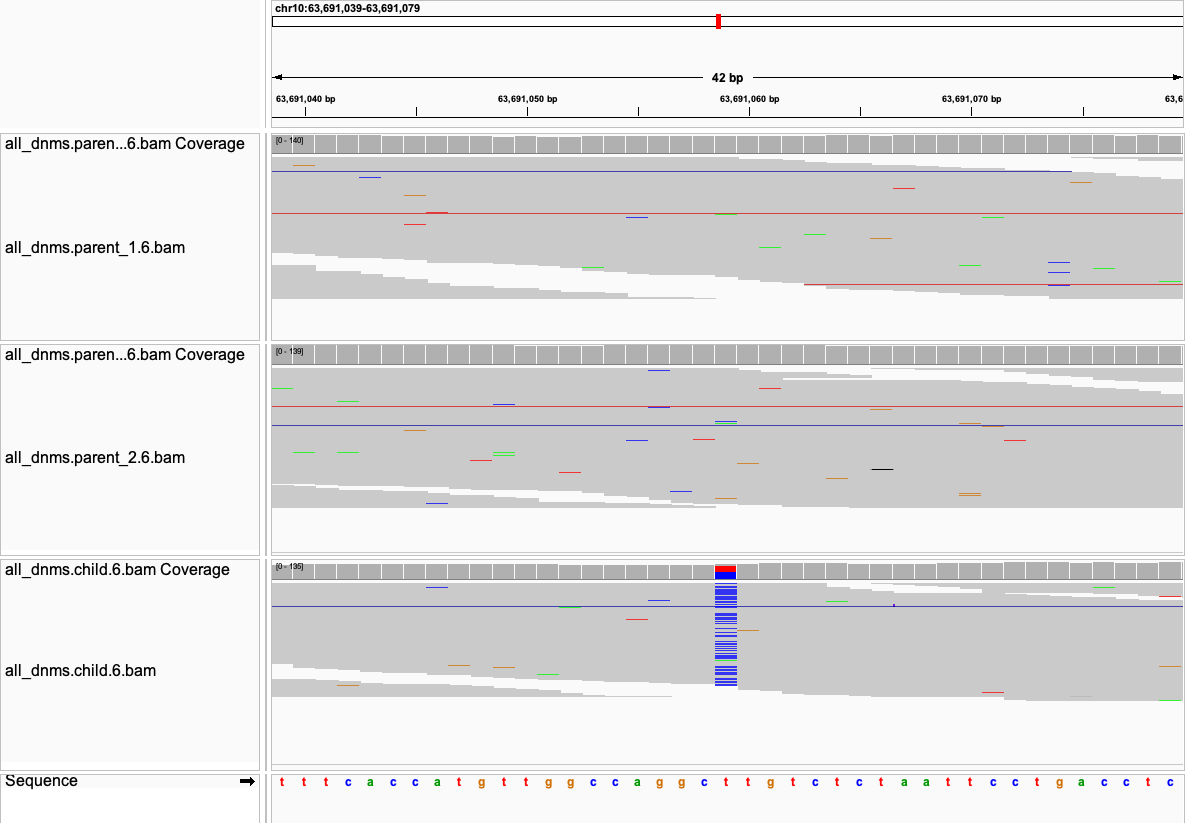 chr10:63,691,039-63,691,079
42 bp
63,691,040 bp 63,691,050 bp 63,691,060 bp 63,691,070 bp 63,6
all_dnms.paren...6.bam Coverage
[0 - 140]
all_dnms.parent_1.6.bam
all_dnms.paren...6.bam Coverage
[0 - 139]
all_dnms.parent_2.6.bam
all_dnms.child.6.bam Coverage
[0 - 135]
all_dnms.child.6.bam
Sequence t t t c a c c a t g t t g g c c a g g c t t g t c t c t a a t t c c t g a c c t c